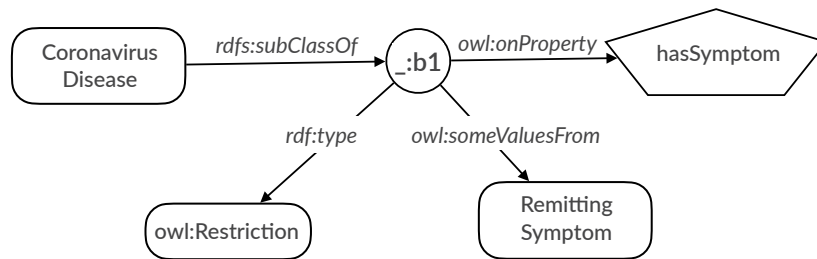 Coronavirus
Disease
rdfs:subClassOf
_:b1
owl:onProperty
hasSymptom
rdf:type
owl:someValuesFrom
owl:Restriction
Remitting
Symptom